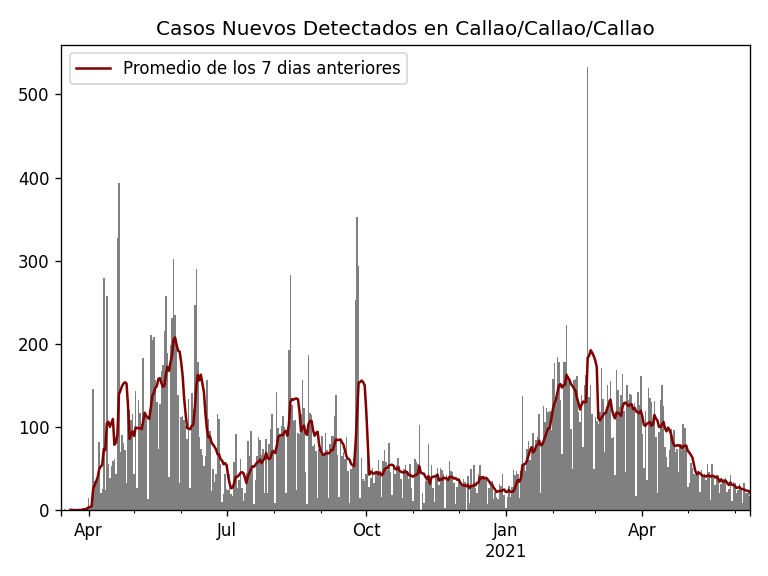 Casos Nuevos Detectados en Callao/Callao/Callao
Promedio de los 7 dias anteriores
500
400
300
200
100
0
Apr
Jul
Oct
Jan
2021
Apr